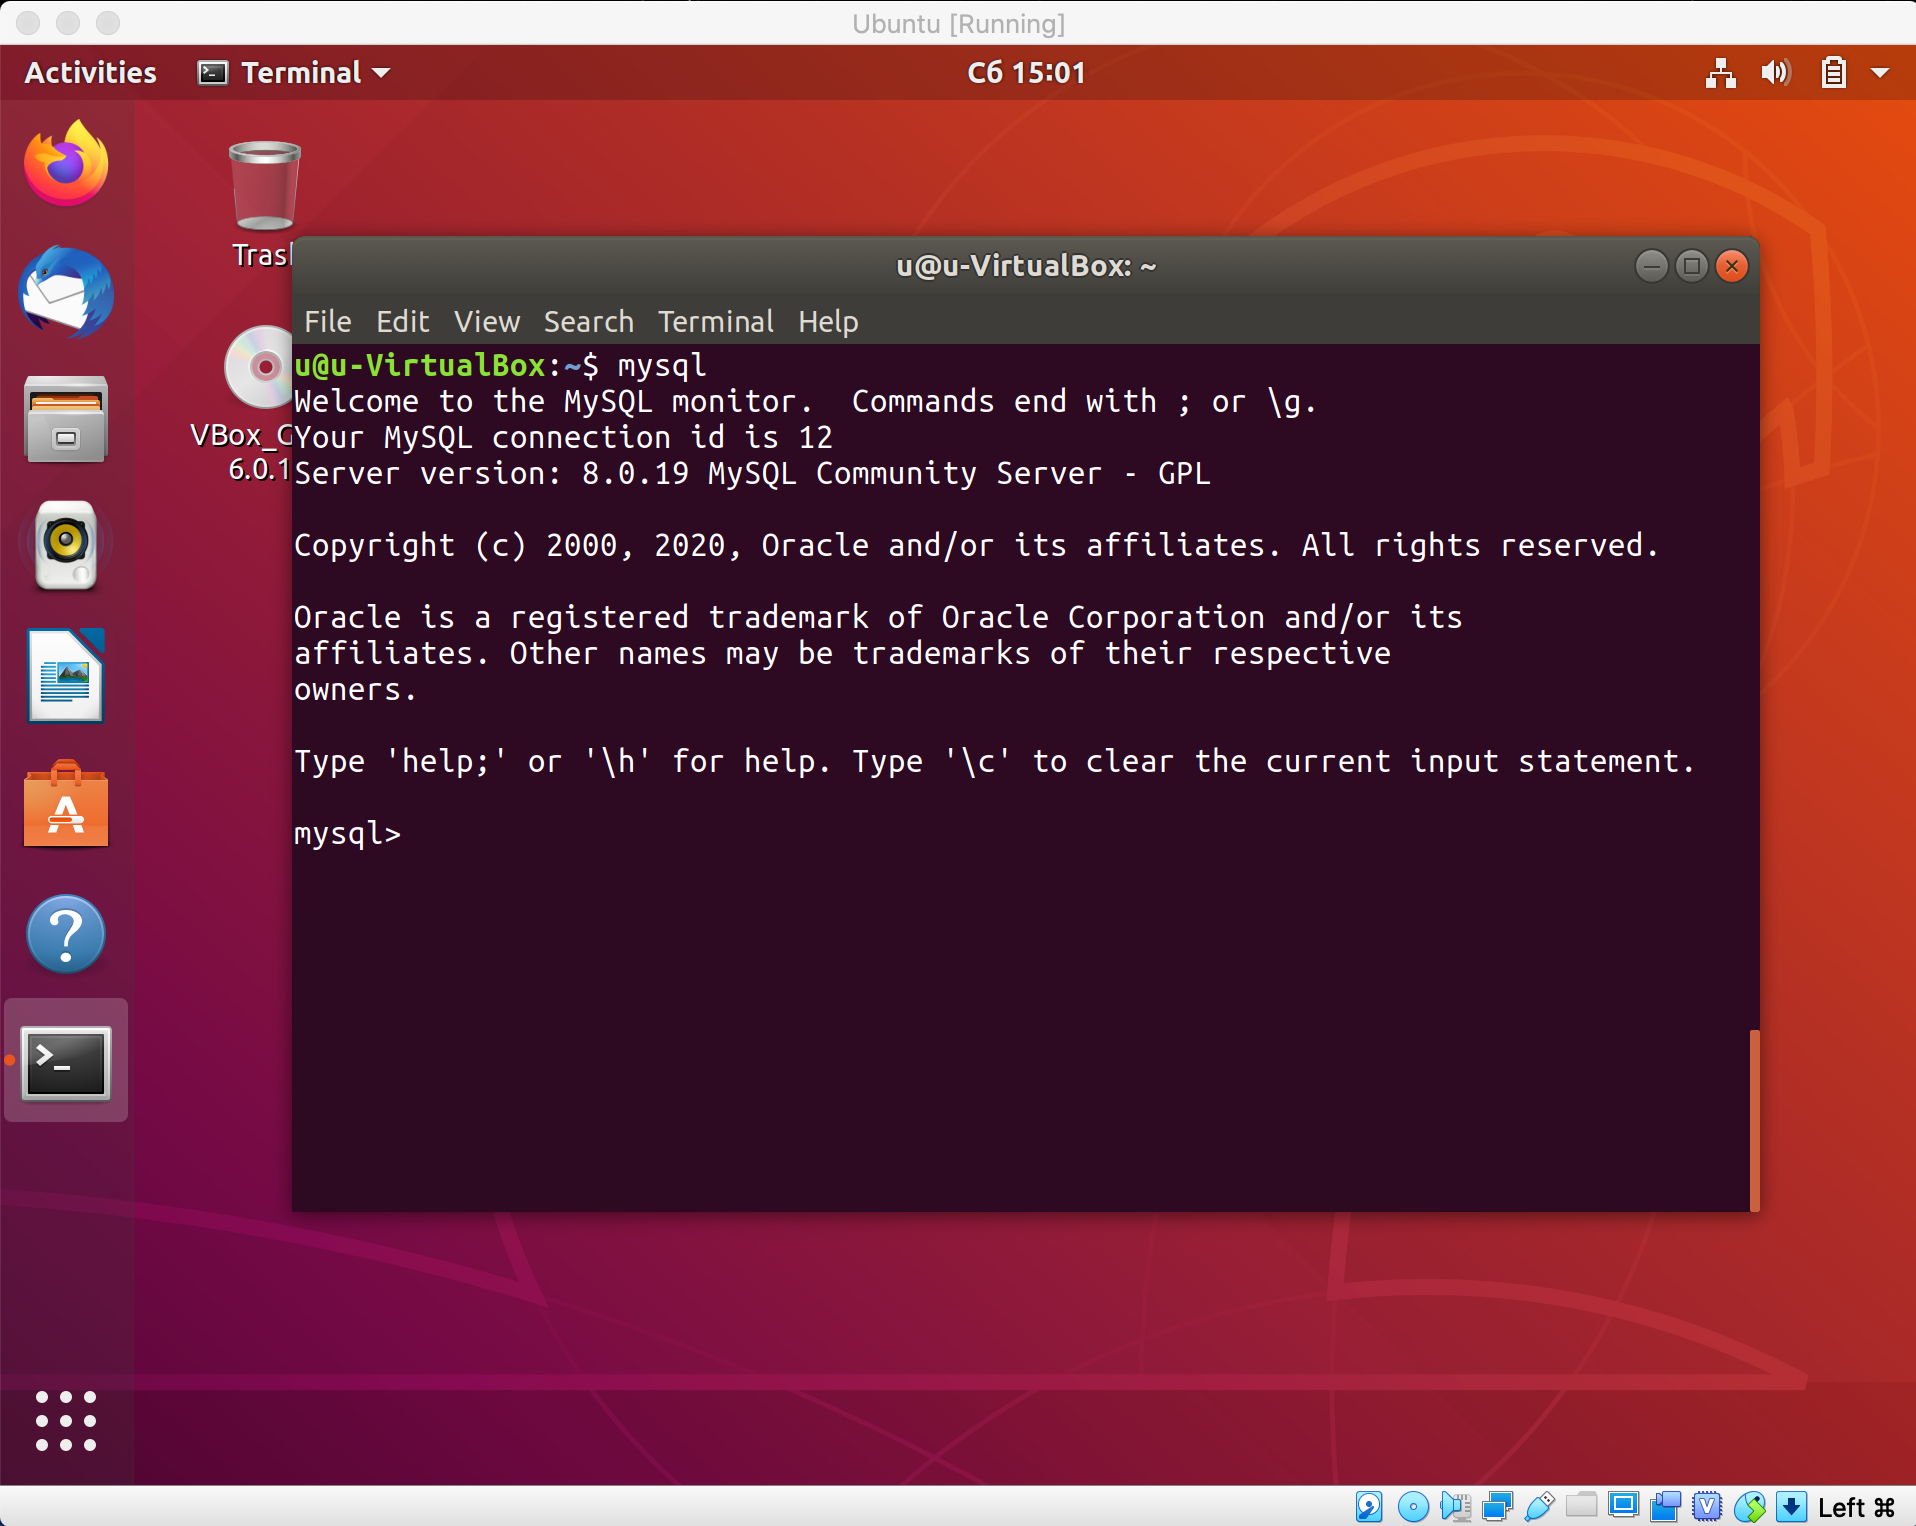 Ubuntu [Running]
Activities
Terminal
Сб 15:01
Trash
VBox_G
6.0.1
u@u-VirtualBox: ~
File Edit View Search Terminal Help
u@u-VirtualBox:~$ mysql
Welcome to the MySQL monitor.  Commands end with ; or \g.
Your MySQL connection id is 12
Server version: 8.0.19 MySQL Community Server - GPL
Copyright (c) 2000, 2020, Oracle and/or its affiliates. All rights reserved.
Oracle is a registered trademark of Oracle Corporation and/or its
affiliates. Other names may be trademarks of their respective
owners.
Type 'help;' or '\h' for help. Type '\c' to clear the current input statement.
mysql>
Left ⌘